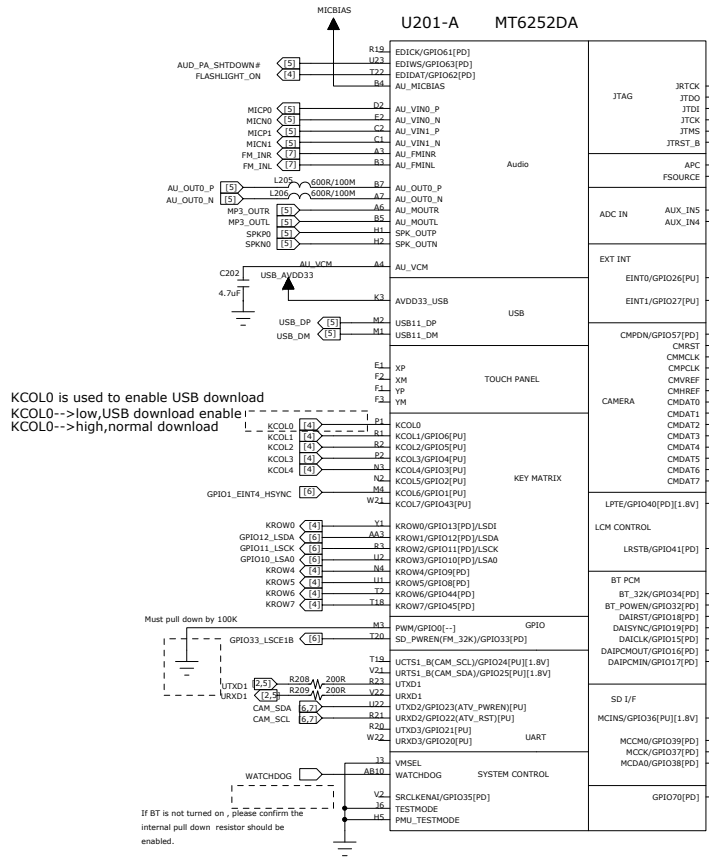 MICBIAS
U201-A MT6252DA
R19 EDICK/GPIO61[PD]
AUD_PA_SHTDOWN# [5] U23 EDIWS/GPIO63[PD]
FLASHLIGHT_ON [4] T22 EDIDAT/GPIO62[PD]
B4 AU_MICBIAS
MICP0 [5] D2 AU_VIN0_P
MICN0 [5] E2 AU_VIN0_N
MICP1 [5] C2 AU_VIN1_P
MICN1 [5] C1 AU_VIN1_N
FM_INR [7] A3 AU_FMINR
FM_INL [7] B3 AU_FMINL
Audio
AU_OUT0_P [5] L205 600R/100M B7 AU_OUT0_P
AU_OUT0_N [5] L206 600R/100M A7 AU_OUT0_N
MP3_OUTR [5] A6 AU_MOUTR
MP3_OUTL [5] B5 AU_MOUTL
SPKP0 [5] H1 SPK_OUTP
SPKN0 [5] H2 SPK_OUTN
AU_VCM A4 AU_VCM
C202
4.7uF
USB_AVDD33
K3 AVDD33_USB
USB
USB_DP [5] M2 USB11_DP
USB_DM [5] M1 USB11_DM
E1 XP
F2 XM
F1 YP
F3 YM
TOUCH PANEL
KCOL0 is used to enable USB download
KCOL0-->low,USB download enable
KCOL0-->high,normal download
KCOL0 [4] P1 KCOL0
KCOL1 [4] R1 KCOL1/GPIO6[PU]
KCOL2 [4] R2 KCOL2/GPIO5[PU]
KCOL3 [4] P2 KCOL3/GPIO4[PU]
KCOL4 [4] N3 KCOL4/GPIO3[PU]
N2 KCOL5/GPIO2[PU]
GPIO1_EINT4_HSYNC [6] M4 KCOL6/GPIO1[PU]
W21 KCOL7/GPIO43[PU]
KEY MATRIX
KROW0 [4] Y1 KROW0/GPIO13[PD]/LSDI
GPIO12_LSDA [6] AA3 KROW1/GPIO12[PD]/LSDA
GPIO11_LSCK [6] R3 KROW2/GPIO11[PD]/LSCK
GPIO10_LSA0 [6] U2 KROW3/GPIO10[PD]/LSA0
KROW4 [4] N4 KROW4/GPIO9[PD]
KROW5 [4] U1 KROW5/GPIO8[PD]
KROW6 [4] T2 KROW6/GPIO44[PD]
KROW7 [4] T18 KROW7/GPIO45[PD]
Must pull down by 100K
M3 PWM/GPIO0[--]
GPIO
GPIO33_LSCE1B [6] T20 SD_PWREN(FM_32K)/GPIO33[PD]
T19 UCTS1_B(CAM_SCL)/GPIO24[PU][1.8V]
V21 URTS1_B(CAM_SDA)/GPIO25[PU][1.8V]
UTXD1 [2,5] R208 200R R23 UTXD1
URXD1 [2,5] R209 200R V22 URXD1
CAM_SDA [6,7] U22 UTXD2/GPIO23(ATV_PWREN)[PU]
CAM_SCL [6,7] R21 URXD2/GPIO22(ATV_RST)[PU]
R20 UTXD3/GPIO21[PU]
W22 URXD3/GPIO20[PU]
UART
J3 VMSEL
WATCHDOG AB10 WATCHDOG
SYSTEM CONTROL
V2 SRCLKENAI/GPIO35[PD]
J6 TESTMODE
H5 PMU_TESTMODE
If BT is not turned on , please confirm the
internal pull down resistor should be
enabled.
JTAG
JRTCK
JTDO
JTDI
JTCK
JTMS
JTRST_B
APC
FSOURCE
ADC IN
AUX_IN5
AUX_IN4
EXT INT
EINT0/GPIO26[PU]
EINT1/GPIO27[PU]
CMPDN/GPIO57[PD]
CMRST
CMMCLK
CMPCLK
CMVREF
CMHREF
CAMERA
CMDAT0
CMDAT1
CMDAT2
CMDAT3
CMDAT4
CMDAT5
CMDAT6
CMDAT7
LPTE/GPIO40[PD][1.8V]
LCM CONTROL
LRSTB/GPIO41[PD]
BT PCM
BT_32K/GPIO34[PD]
BT_POWEN/GPIO32[PD]
DAIRST/GPIO18[PD]
DAISYNC/GPIO19[PD]
DAICLK/GPIO15[PD]
DAIPCMOUT/GPIO16[PD]
DAIPCMIN/GPIO17[PD]
SD I/F
MCINS/GPIO36[PU][1.8V]
MCCM0/GPIO39[PD]
MCCK/GPIO37[PD]
MCDA0/GPIO38[PD]
GPIO70[PD]